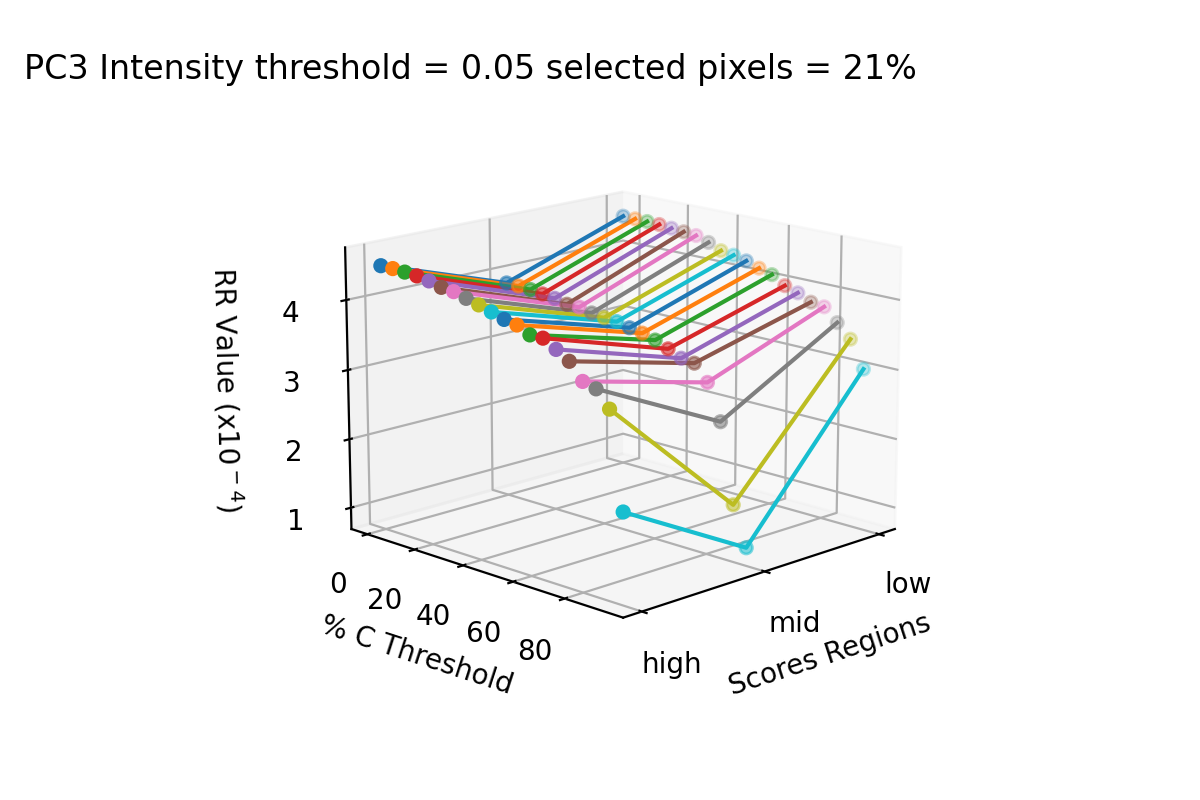 PC3 Intensity threshold = 0.05 selected pixels = 21%
RR Value (x10⁻⁴)
4
3
2
1
0
20
40
60
80
% C Threshold
high
mid
low
Scores Regions